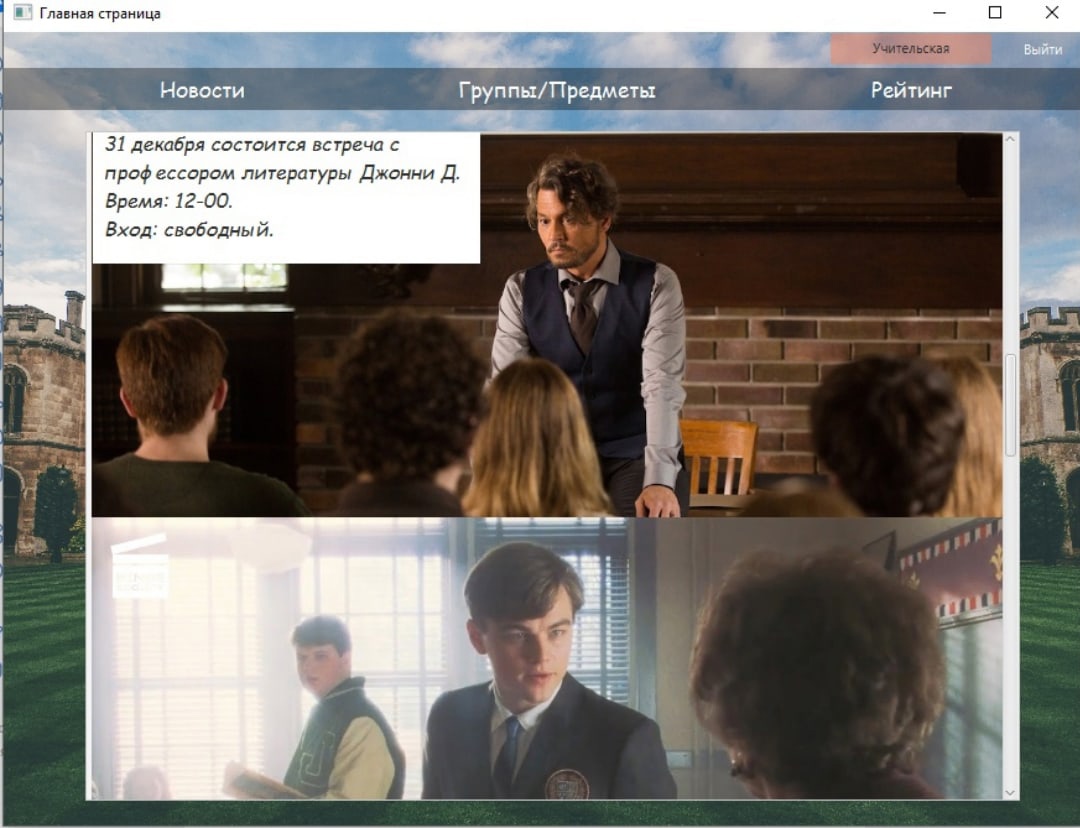 Главная страница
Учительская
Выйти
Новости
Группы/Предметы
Рейтинг
31 декабря состоится встреча с
профессором литературы Джонни Д.
Время: 12-00.
Вход: свободный.